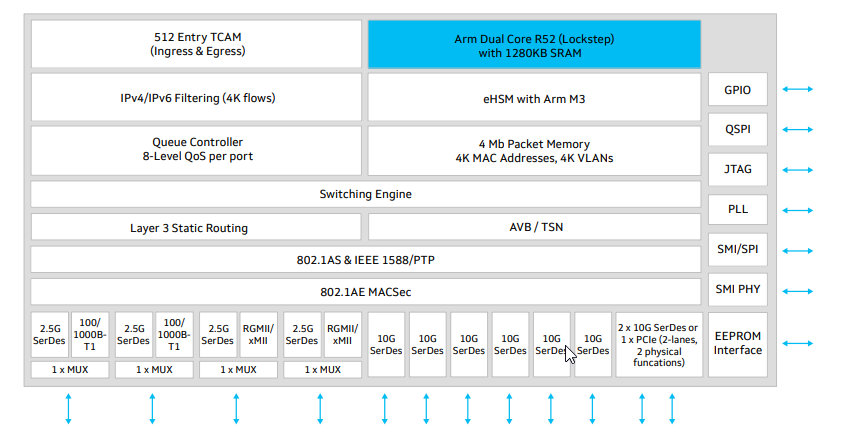 512 Entry TCAM
(Ingress & Egress)
Arm Dual Core R52 (Lockstep)
with 1280KB SRAM
IPv4/IPv6 Filtering (4K flows)
eHSM with Arm M3
GPIO
Queue Controller
8-Level QoS per port
4 Mb Packet Memory
4K MAC Addresses, 4K VLANs
QSPI
JTAG
Switching Engine
PLL
Layer 3 Static Routing
AVB / TSN
SMI/SPI
802.1AS & IEEE 1588/PTP
SMI PHY
802.1AE MACSec
2.5G
SerDes
100/
1000B-
T1
2.5G
SerDes
100/
1000B-
T1
2.5G
SerDes
RGMII/
xMII
2.5G
SerDes
RGMII/
xMII
10G
SerDes
10G
SerDes
10G
SerDes
10G
SerDes
10G
SerDes
10G
SerDes
2 x 10G SerDes or
1 x PCIe (2-lanes,
2 physical
funcations)
EEPROM
Interface
1 x MUX
1 x MUX
1 x MUX
1 x MUX